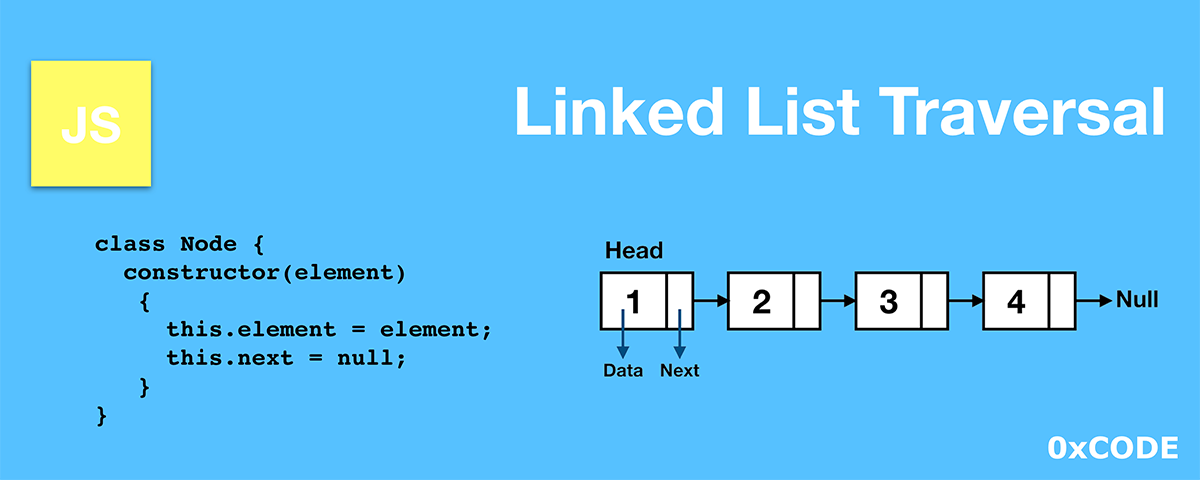 JS
Linked List Traversal
class Node {
constructor(element)
{
this.element = element;
this.next = null;
}
}
Head
1 2 3 4 Null
Data Next
0xCODE